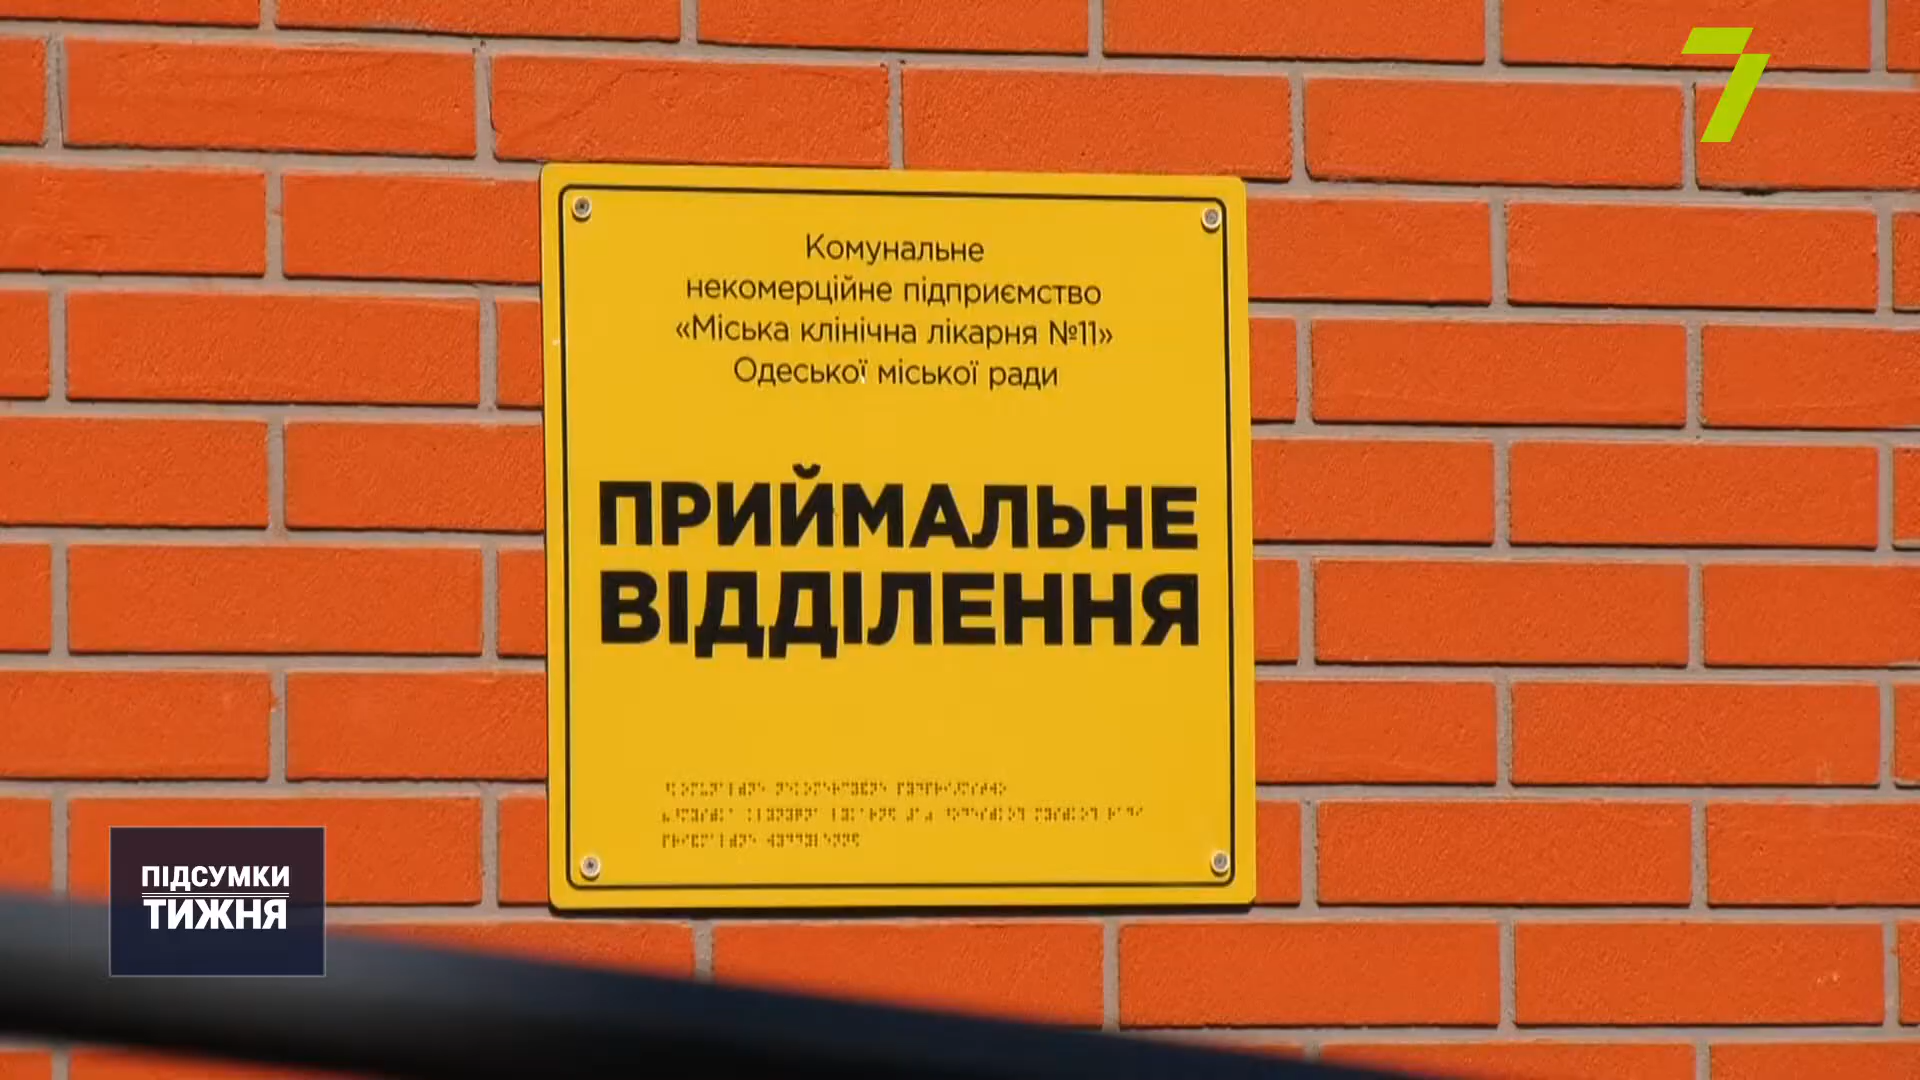 7
Комунальне
некомерційне підприємство
«Міська клінічна лікарня №11»
Одеської міської ради
ПРИЙМАЛЬНЕ
ВІДДІЛЕННЯ
ПІДСУМКИ
ТИЖНЯ